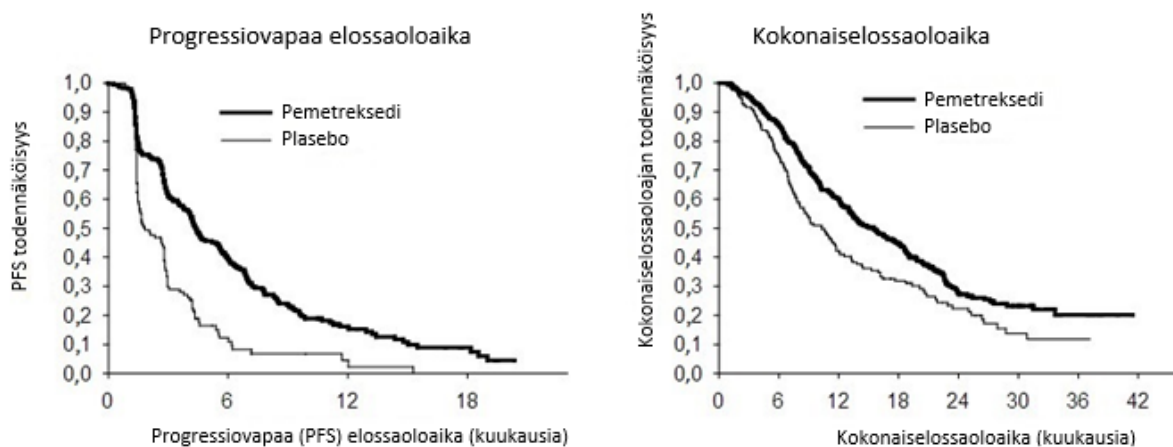 Progressiovapaa elossaoloaika
PFS todennäköisyys
1,0
0,9
0,8
0,7
0,6
0,5
0,4
0,3
0,2
0,1
0,0
Pemetreksedi
Plasebo
0 6 12 18
Progressiovapaa (PFS) elossaoloaika (kuukausia)
Kokonaiselossaoloaika
Kokonaiselossaoloajan todennäköisyys
1,0
0,9
0,8
0,7
0,6
0,5
0,4
0,3
0,2
0,1
0,0
Pemetreksedi
Plasebo
0 6 12 18 24 30 36 42
Kokonaiselossaoloaika (kuukausia)